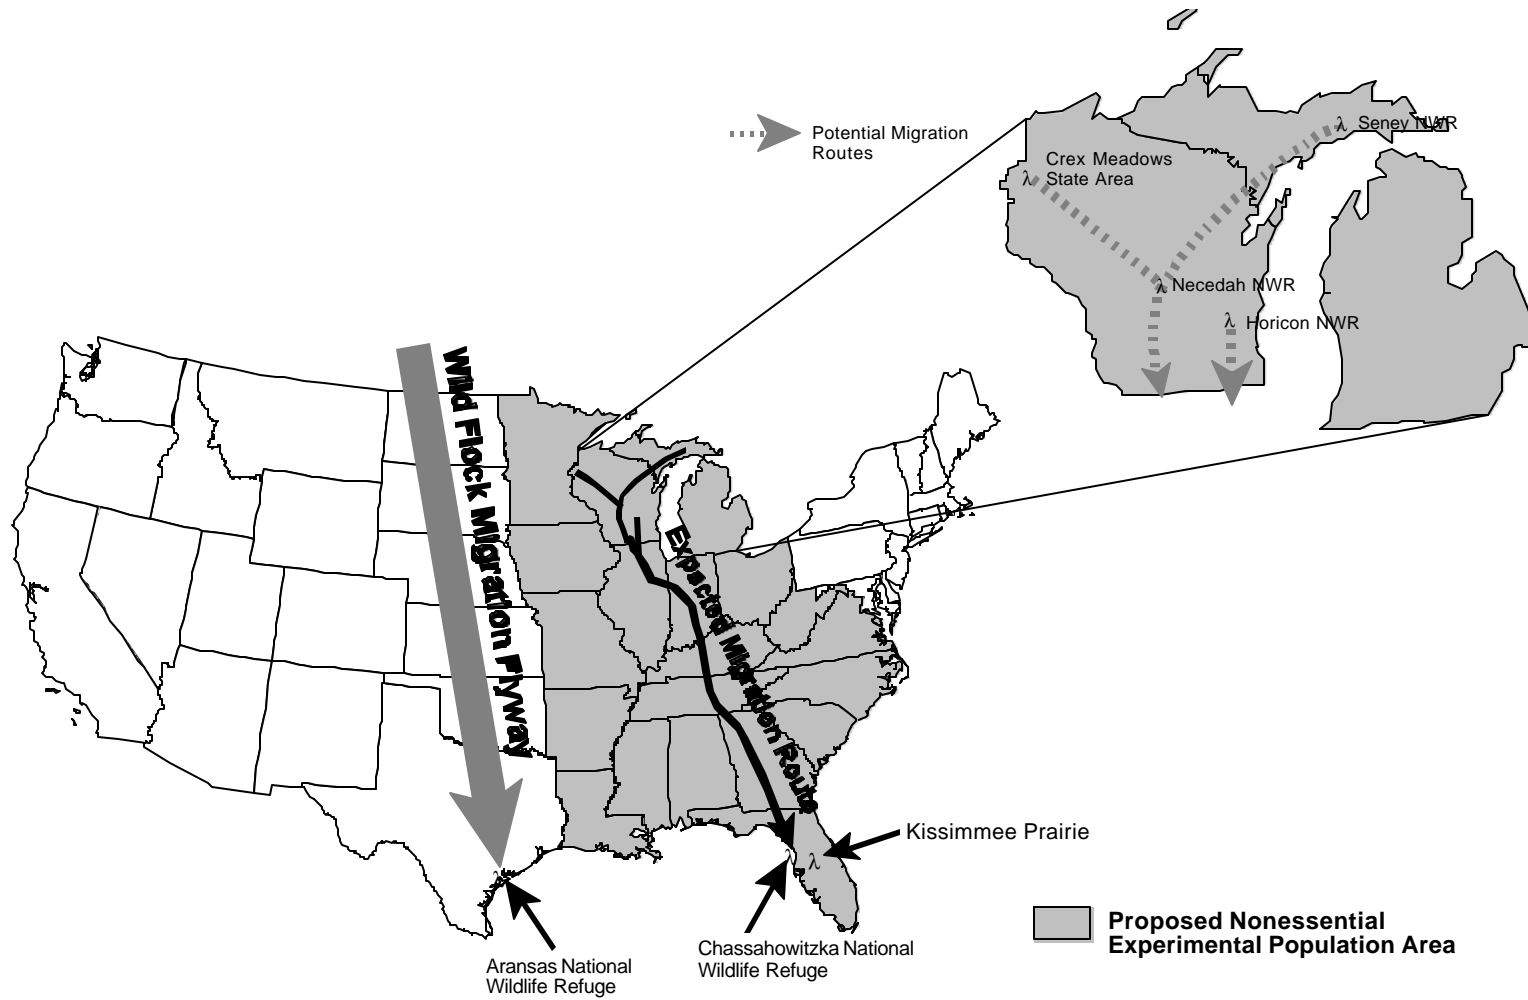 Potential Migration
Routes
Crex Meadows
State Area
λ
λ Seney NWR
λ Necedah NWR
λ Horicon NWR
Wild Flock Migration Flyway
Expected Migration Route
Kissimmee Prairie
λ
λ
λ
Chassahowitzka National
Wildlife Refuge
Aransas National
Wildlife Refuge
Proposed Nonessential
Experimental Population Area